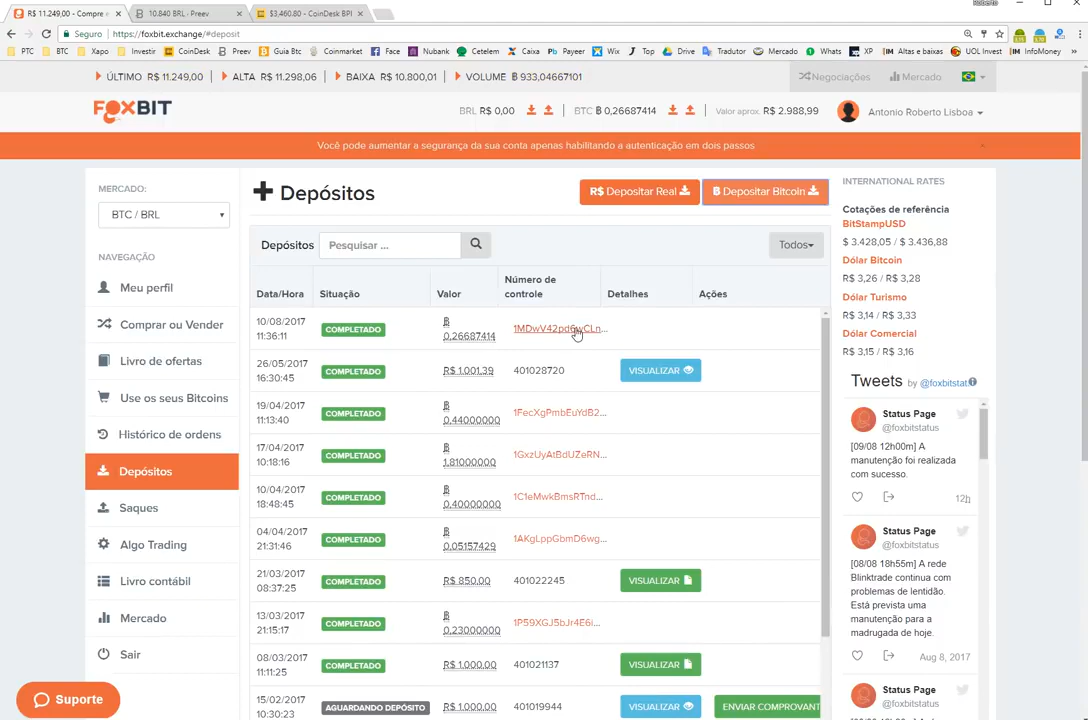 Roberto
R$ 11.249,00 - Compre e
10.840 BRL - Preev
$3,460.80 - CoinDesk BPI
Seguro
https://foxbit.exchange/#deposit
PTC
BTC
Xapo
Investir
CoinDesk
Preev
Guia Btc
Coinmarket
Face
Nubank
Cetelem
Caixa
Payeer
Wix
Top
Drive
Tradutor
Mercado
Whats
XP
Altas e baixas
UOL Invest
InfoMoney
ÚLTIMO R$ 11.249,00
ALTA R$ 11.298,06
BAIXA R$ 10.800,01
VOLUME ฿ 933,04667101
Negociações
Mercado
FOXBIT
BRL R$ 0,00
BTC ฿ 0,26687414
Valor aprox. R$ 2.988,99
Antonio Roberto Lisboa
Você pode aumentar a segurança da sua conta apenas habilitando a autenticação em dois passos
MERCADO:
BTC / BRL
NAVEGAÇÃO
Meu perfil
Comprar ou Vender
Livro de ofertas
Use os seus Bitcoins
Histórico de ordens
Depósitos
Saques
Algo Trading
Livro contábil
Mercado
Sair
Suporte
Depósitos
R$ Depositar Real
฿ Depositar Bitcoin
Depósitos
Pesquisar ...
Todos
Data/Hora
Situação
Valor
Número de
controle
Detalhes
Ações
10/08/2017
11:36:11
COMPLETADO
฿
0,26687414
1MDwV42pd6wCLn...
26/05/2017
16:30:45
COMPLETADO
R$ 1.001,39
401028720
VISUALIZAR
19/04/2017
11:13:40
COMPLETADO
฿
0,44000000
1FecXgPmbEuYdB2...
17/04/2017
10:18:16
COMPLETADO
฿
1,81000000
1GxzUyAtBdUZeRN...
10/04/2017
18:48:45
COMPLETADO
฿
0,40000000
1C1eMwkBmsRTnd...
04/04/2017
21:31:46
COMPLETADO
฿
0,05157429
1AKgLppGbmD6wg...
21/03/2017
08:37:25
COMPLETADO
R$ 850,00
401022245
VISUALIZAR
13/03/2017
21:15:17
COMPLETADO
฿
0,23000000
1P59XGJ5bJr4E6i...
08/03/2017
11:11:25
COMPLETADO
R$ 1.000,00
401021137
VISUALIZAR
15/02/2017
10:30:23
AGUARDANDO DEPÓSITO
R$ 1.000,00
401019944
VISUALIZAR
ENVIAR COMPROVANT
INTERNATIONAL RATES
Cotações de referência
BitStampUSD
$ 3.428,05 / $ 3.436,88
Dólar Bitcoin
R$ 3,26 / R$ 3,28
Dólar Turismo
R$ 3,14 / R$ 3,33
Dólar Comercial
R$ 3,15 / R$ 3,16
Tweets by @foxbitstat
Status Page
@foxbitstatus
[09/08 12h00m] A
manutenção foi realizada
com sucesso.
12h
Status Page
@foxbitstatus
[08/08 18h55m] A rede
Blinktrade continua com
problemas de lentidão.
Está prevista uma
manutenção para a
madrugada de hoje.
Aug 8, 2017
Status Page
@foxbitstatus